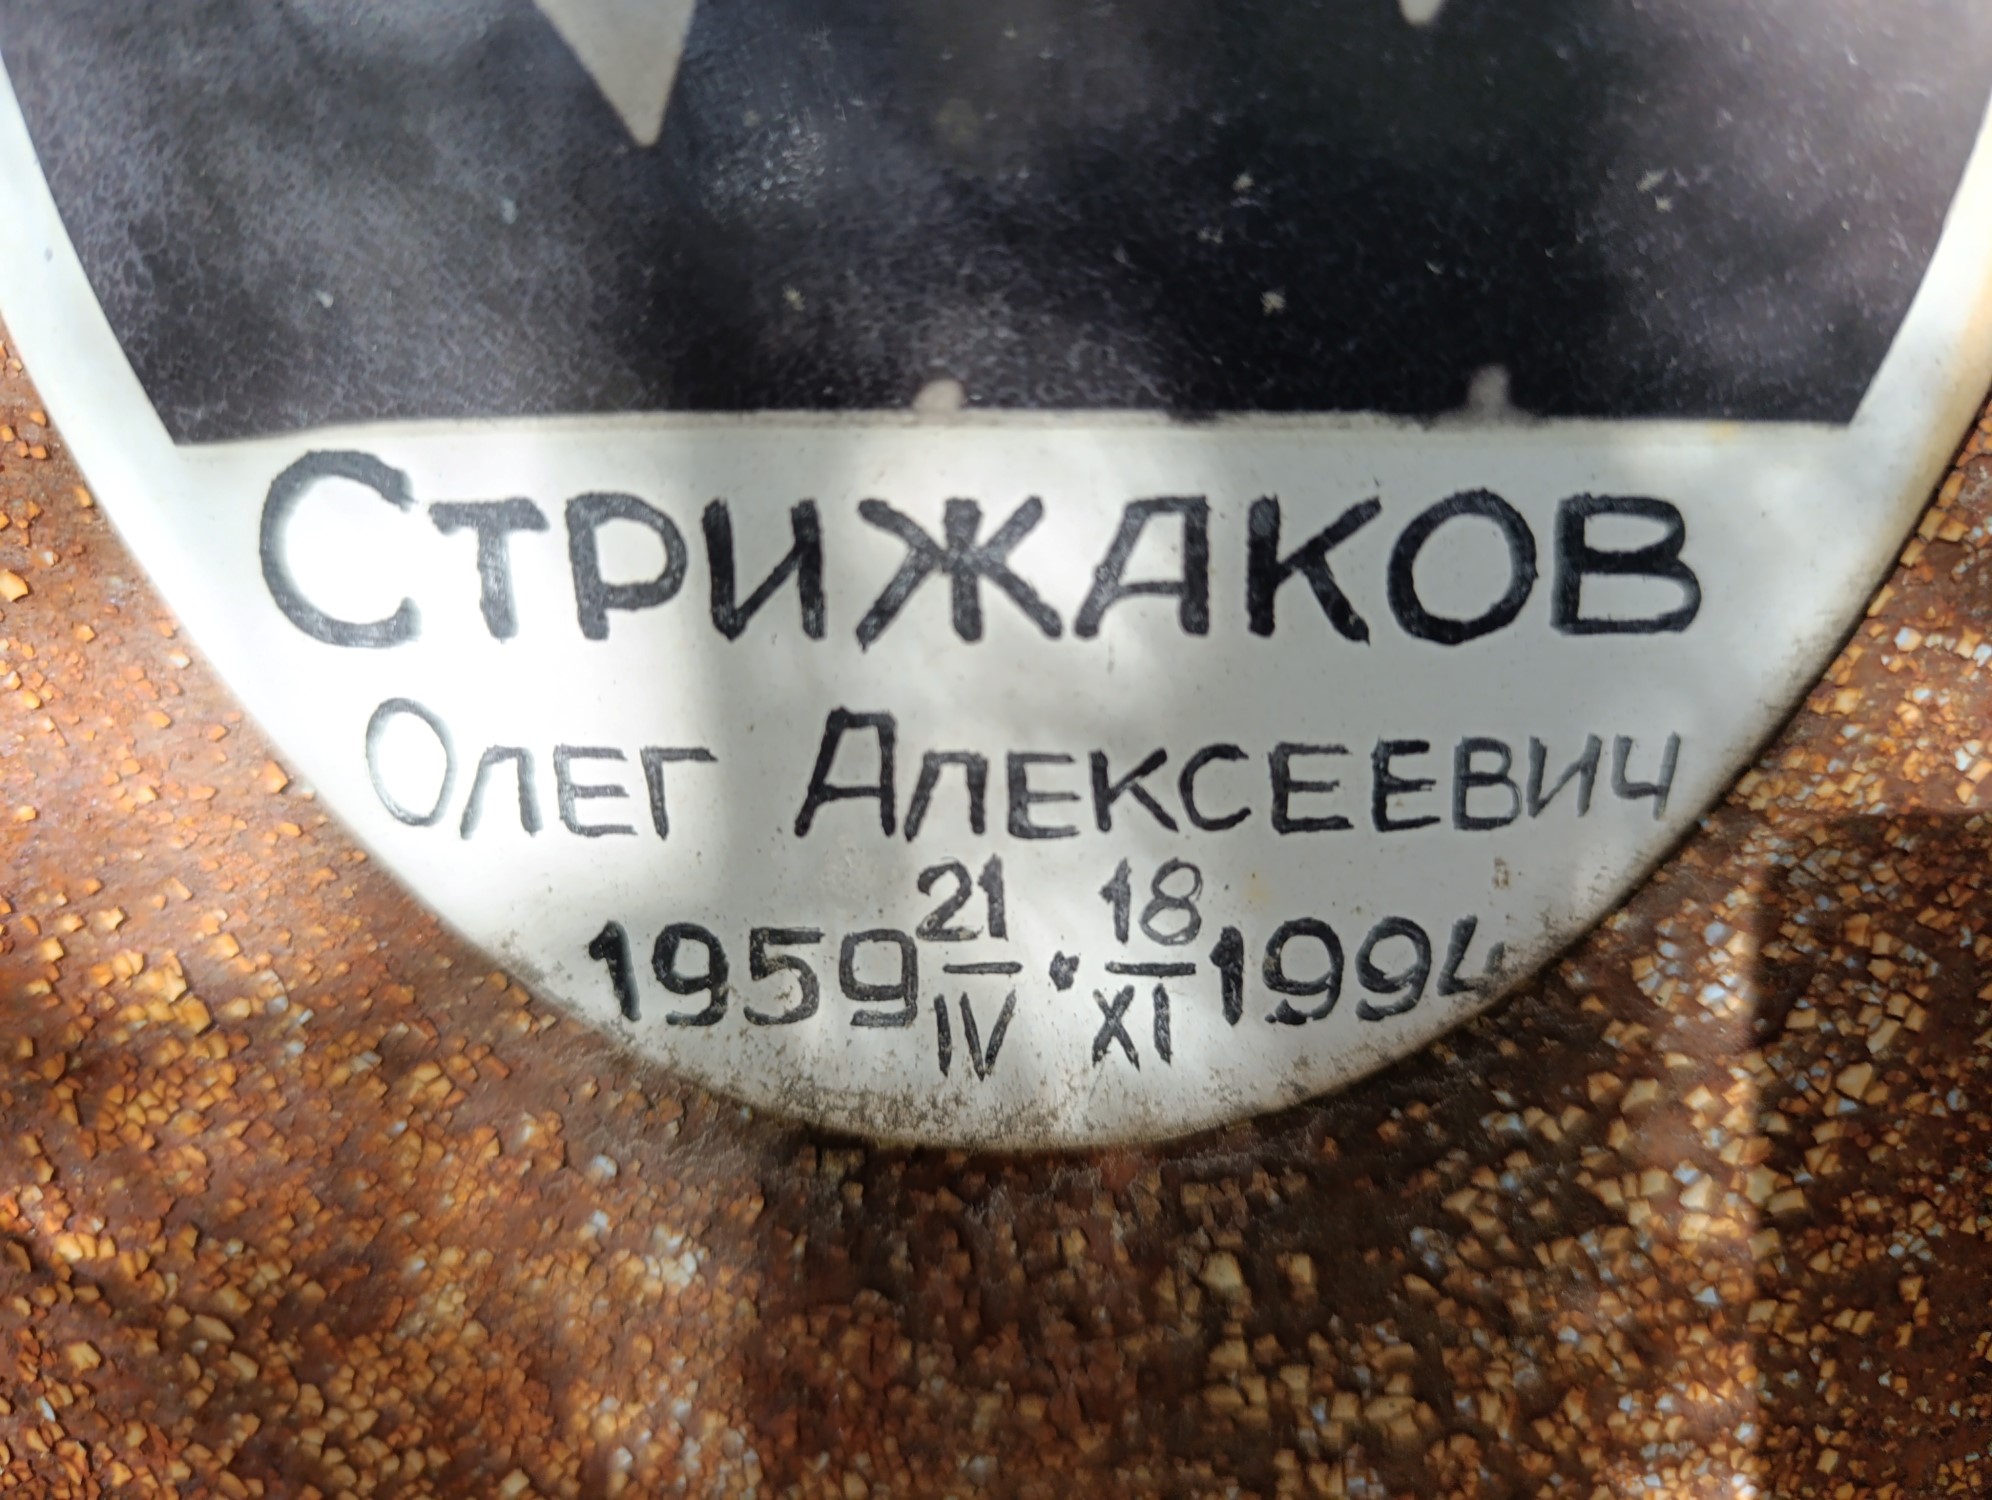 Стрижаков
Олег Алексеевич
1959 21/IV • 18/XI 1994